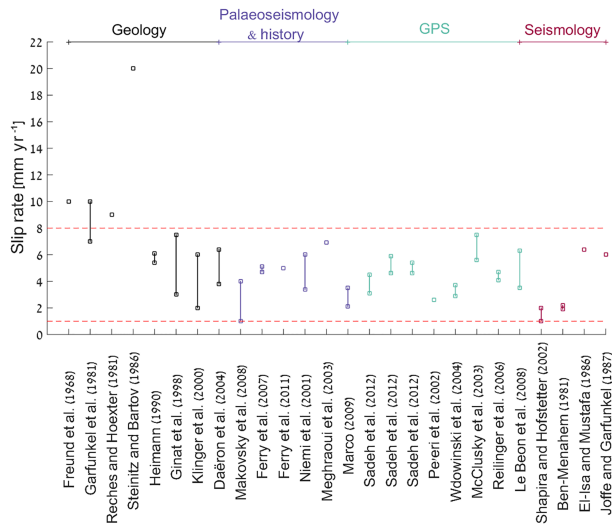 Geology
Palaeoseismology
& history
GPS
Seismology
Slip rate [mm yr⁻¹]
22
20
18
16
14
12
10
8
6
4
2
0
Freund et al. (1968)
Garfunkel et al. (1981)
Reches and Hoexter (1981)
Steinitz and Bartov (1986)
Heimann (1990)
Ginat et al. (1998)
Klinger et al. (2000)
Daëron et al. (2004)
Makovsky et al. (2008)
Ferry et al. (2007)
Ferry et al. (2011)
Niemi et al. (2001)
Meghraoui et al. (2003)
Marco (2009)
Sadeh et al. (2012)
Sadeh et al. (2012)
Sadeh et al. (2012)
Pereri et al. (2002)
Wdowinski et al. (2004)
McClusky et al. (2003)
Reilinger et al. (2006)
Le Beon et al. (2008)
Shapira and Hofstetter (2002)
Ben-Menahem (1981)
El-Isa and Mustafa (1986)
Joffe and Garfunkel (1987)